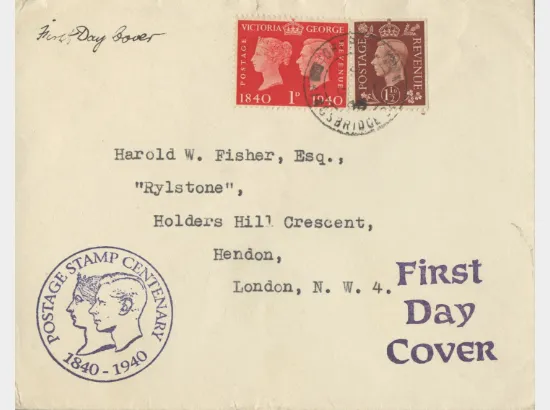 First Day Cover
VICTORIA GEORGE
POSTAGE
REVENUE
1840 1D 1940
POSTAGE
REVENUE
1½D
Harold W. Fisher, Esq.,
"Rylstone",
Holders Hill Crescent,
Hendon,
London, N. W. 4.
POSTAGE STAMP CENTENARY
1840 - 1940
First
Day
Cover